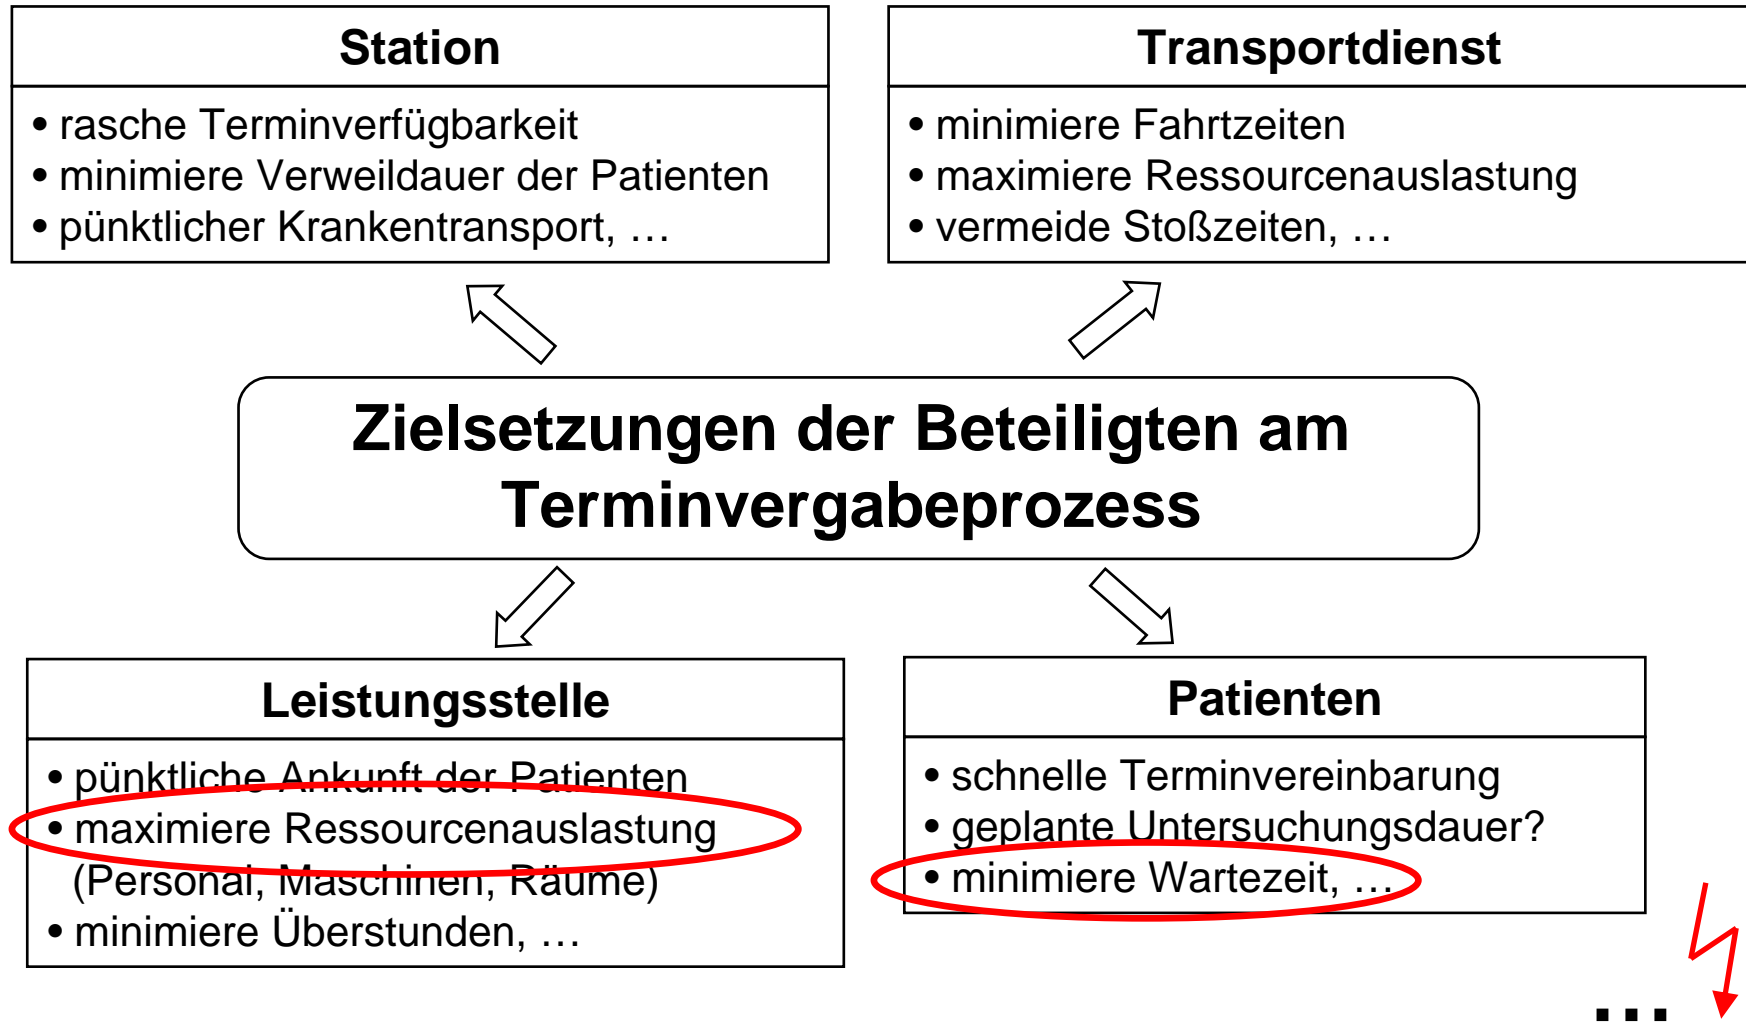 Station
• rasche Terminverfügbarkeit
• minimiere Verweildauer der Patienten
• pünktlicher Krankentransport, …
Transportdienst
• minimiere Fahrtzeiten
• maximiere Ressourcenauslastung
• vermeide Stoßzeiten, …
Zielsetzungen der Beteiligten am
Terminvergabeprozess
Leistungsstelle
• pünktliche Ankunft der Patienten
• maximiere Ressourcenauslastung
(Personal, Maschinen, Räume)
• minimiere Überstunden, …
Patienten
• schnelle Terminvereinbarung
• geplante Untersuchungsdauer?
• minimiere Wartezeit, …
…